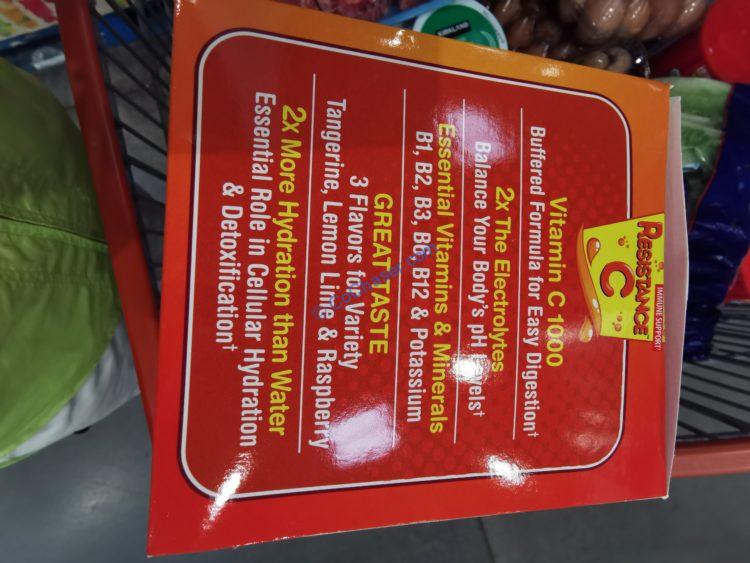 KIRKLAND
RESISTANCE
C
IMMUNE SUPPORT†
Vitamin C 1000
Buffered Formula for Easy Digestion†
2x The Electrolytes
Balance Your Body's pH Levels†
Essential Vitamins & Minerals
B1, B2, B3, B6, B12 & Potassium
GREAT TASTE
3 Flavors for Variety
Tangerine, Lemon Lime & Raspberry
2x More Hydration than Water
Essential Role in Cellular Hydration
& Detoxification†